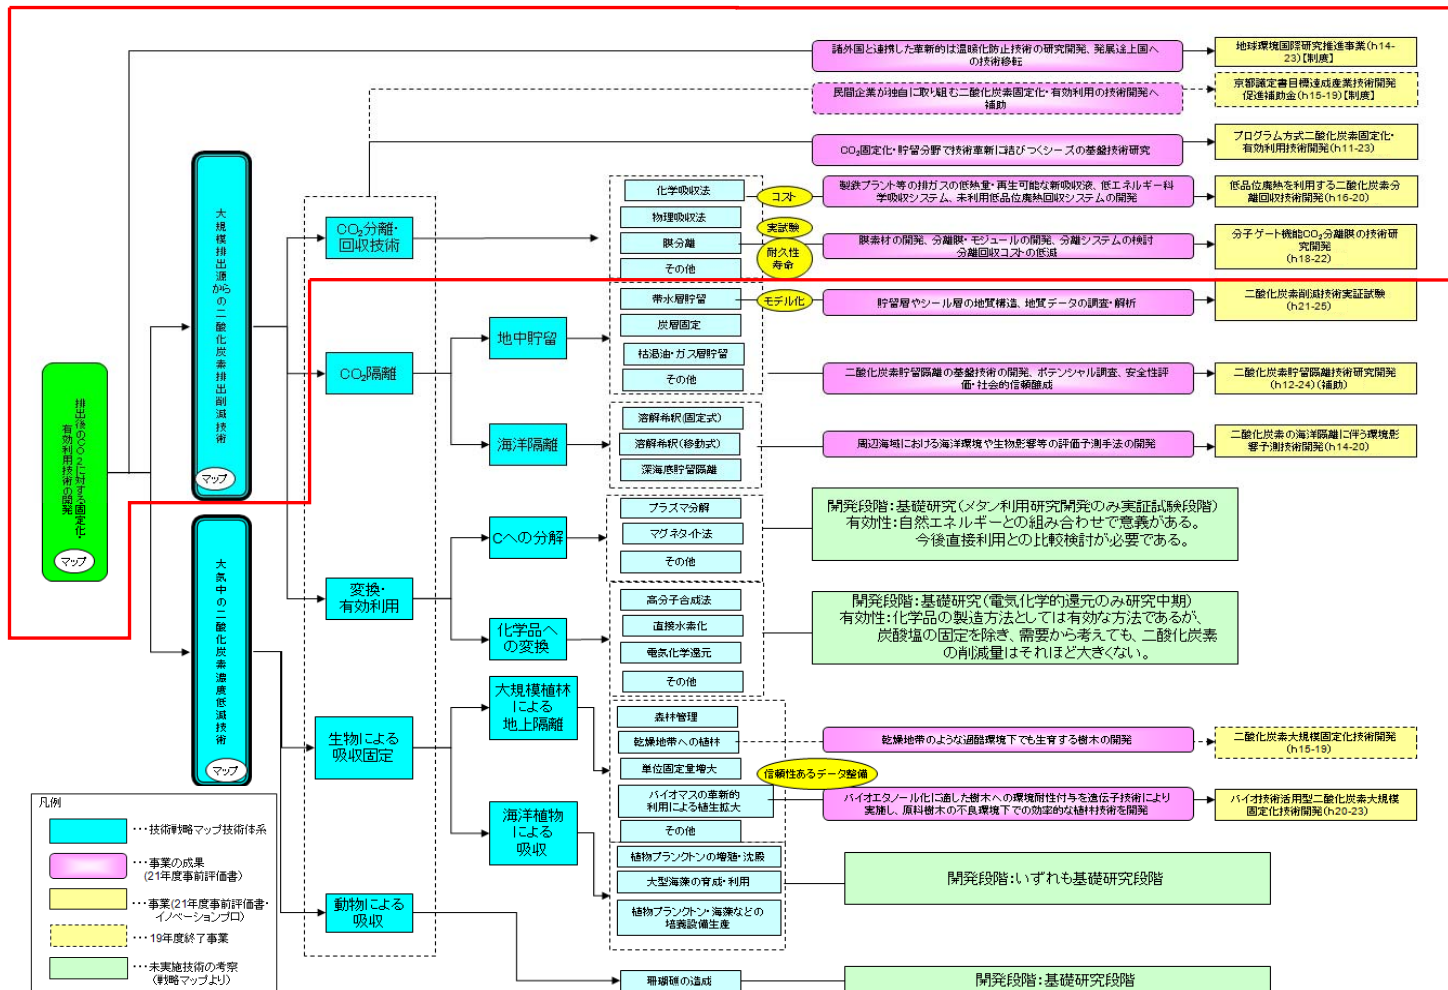 諸外国と連携した革新的は温暖化防止技術の研究開発、発展途上国へ
の技術移転
地球環境国際研究推進事業(h14-
23)【制度】
民間企業が独自に取り組む二酸化炭素固定化・有効利用の技術開発へ
補助
京都議定書目標達成産業技術開発
促進補助金(h15-19)【制度】
CO₂固定化・貯留分野で技術革新に結びつくシーズの基盤技術研究
プログラム方式二酸化炭素固定化・
有効利用技術開発(h11-23)
排出後のCO2に対する固定化・
有効利用技術の開発
マップ
大規模排出源からの二酸化炭素排出削減技術
マップ
大気中の二酸化炭素濃度低減技術
マップ
CO₂分離・
回収技術
化学吸収法
物理吸収法
膜分離
その他
コスト
実試験
耐久性
寿命
製鉄プラント等の排ガスの低熱量・再生可能な新吸収液、低エネルギー科
学吸収システム、未利用低品位廃熱回収システムの開発
低品位廃熱を利用する二酸化炭素分
離回収技術開発(h16-20)
膜素材の開発、分離膜・モジュールの開発、分離システムの検討
分離回収コストの低減
分子ゲート機能CO₂分離膜の技術研
究開発
(h18-22)
CO₂隔離
地中貯留
帯水層貯留
炭層固定
枯退油・ガス層貯留
その他
モデル化
貯留層やシール層の地質構造、地質データの調査・解析
二酸化炭素削減技術実証試験
(h21-25)
二酸化炭素貯留隔離の基盤技術の開発、ポテンシャル調査、安全性評
価・社会的信頼醸成
二酸化炭素貯留隔離技術研究開発
(h12-24)(補助)
海洋隔離
溶解希釈(固定式)
溶解希釈(移動式)
深海底貯留隔離
周辺海域における海洋環境や生物影響等の評価予測手法の開発
二酸化炭素の海洋隔離に伴う環境影
響予測技術開発(h14-20)
変換・
有効利用
Cへの分解
プラズマ分解
マグネタイト法
その他
開発段階:基礎研究(メタン利用研究開発のみ実証試験段階)
有効性:自然エネルギーとの組み合わせで意義がある。
今後直接利用との比較検討が必要である。
化学品へ
の変換
高分子合成法
直接水素化
電気化学還元
その他
開発段階:基礎研究(電気化学的還元のみ研究中期)
有効性:化学品の製造方法としては有効な方法であるが、
炭酸塩の固定を除き、需要から考えても、二酸化炭素
の削減量はそれほど大きくない。
生物による
吸収固定
大規模植林
による
地上隔離
森林管理
乾燥地帯への植林
単位固定量増大
バイオマスの革新的
利用による植生拡大
その他
信頼性あるデータ整備
乾燥地帯のような過酷環境下でも生育する樹木の開発
二酸化炭素大規模固定化技術開発
(h15-19)
バイオエタノール化に適した樹木への環境耐性付与を遺伝子技術により
実施し、原料樹木の不良環境下での効率的な植林技術を開発
バイオ技術活用型二酸化炭素大規模
固定化技術開発(h20-23)
海洋植物
による
吸収
植物プランクトンの増殖・沈殿
大型海藻の育成・利用
植物プランクトン・海藻などの
培養設備生産
開発段階:いずれも基礎研究段階
動物による
吸収
珊瑚礁の造成
開発段階:基礎研究段階
凡例
・・・技術戦略マップ技術体系
・・・事業の成果
(21年度事前評価書)
・・・事業(21年度事前評価書・
イノベーションプロ)
・・・19年度終了事業
・・・未実施技術の考察
(戦略マップより)